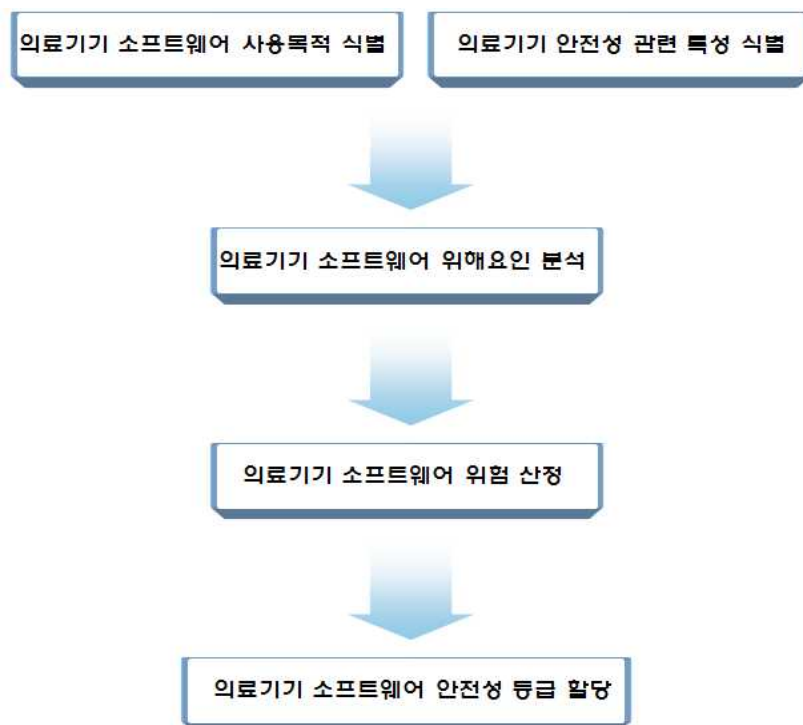 의료기기 소프트웨어 사용목적 식별
의료기기 안전성 관련 특성 식별
의료기기 소프트웨어 위해요인 분석
의료기기 소프트웨어 위험 산정
의료기기 소프트웨어 안전성 등급 할당